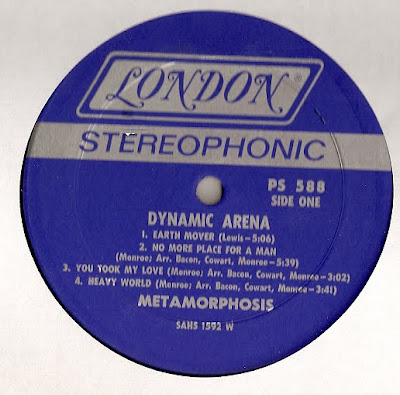 LONDON®
STEREOPHONIC
PS 588
SIDE ONE
DYNAMIC ARENA
1. EARTH MOVER (Lewis—5:06)
2. NO MORE PLACE FOR A MAN
(Monroe; Arr. Bacon, Cowart, Monroe—5:39)
3. YOU TOOK MY LOVE (Monroe; Arr. Bacon, Cowart, Monroe—3:02)
4. HEAVY WORLD (Monroe; Arr. Bacon, Cowart, Monroe—3:41)
METAMORPHOSIS
SAHS 1592 W